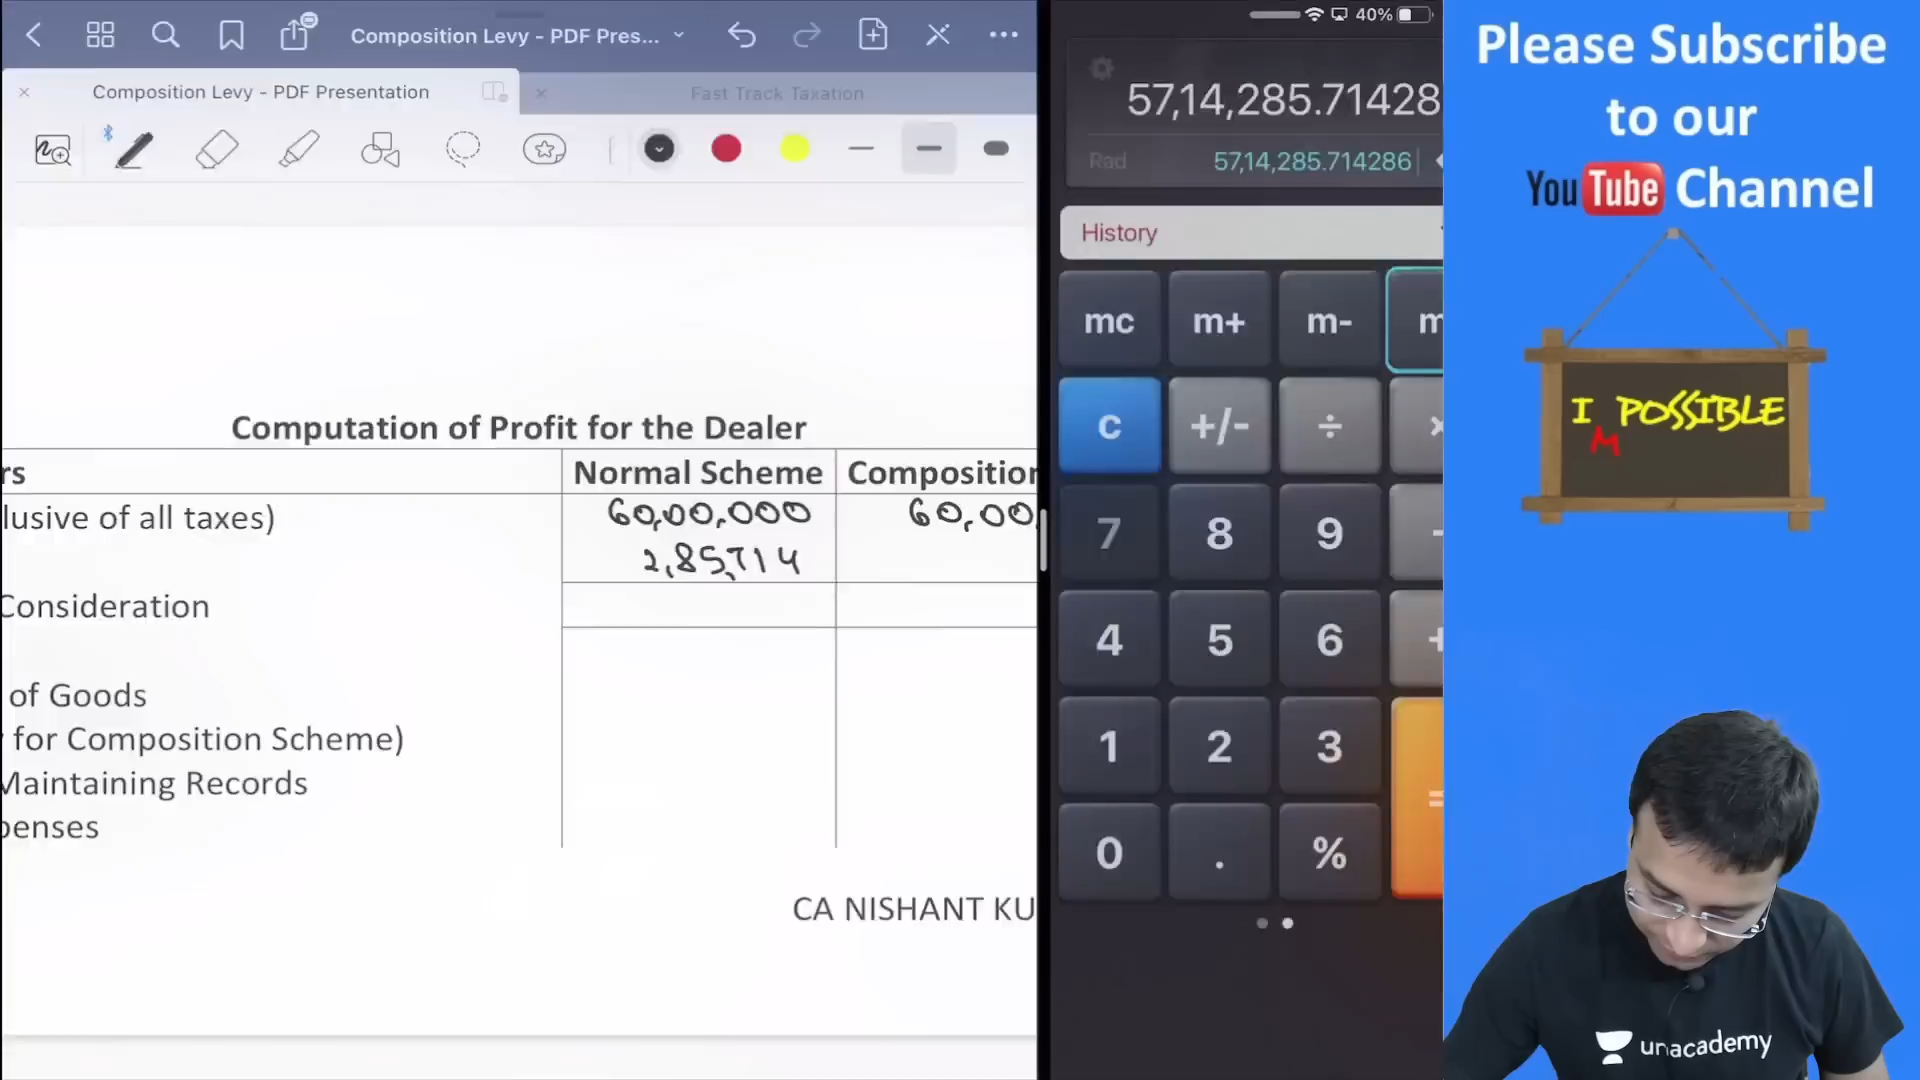 40%
Composition Levy - PDF Pres...
Composition Levy - PDF Presentation
Fast Track Taxation
57,14,285.71428
Rad 57,14,285.714286
History
mc m+ m- m
C +/- ÷ ×
7 8 9 -
4 5 6 +
1 2 3
0 . % =
Computation of Profit for the Dealer
rs Normal Scheme Composition
lusive of all taxes) 60,00,000 60,00,
2,85,714
Consideration
of Goods
for Composition Scheme)
Maintaining Records
penses
CA NISHANT KU
Please Subscribe
to our
YouTube Channel
I POSSIBLE
M
unacademy